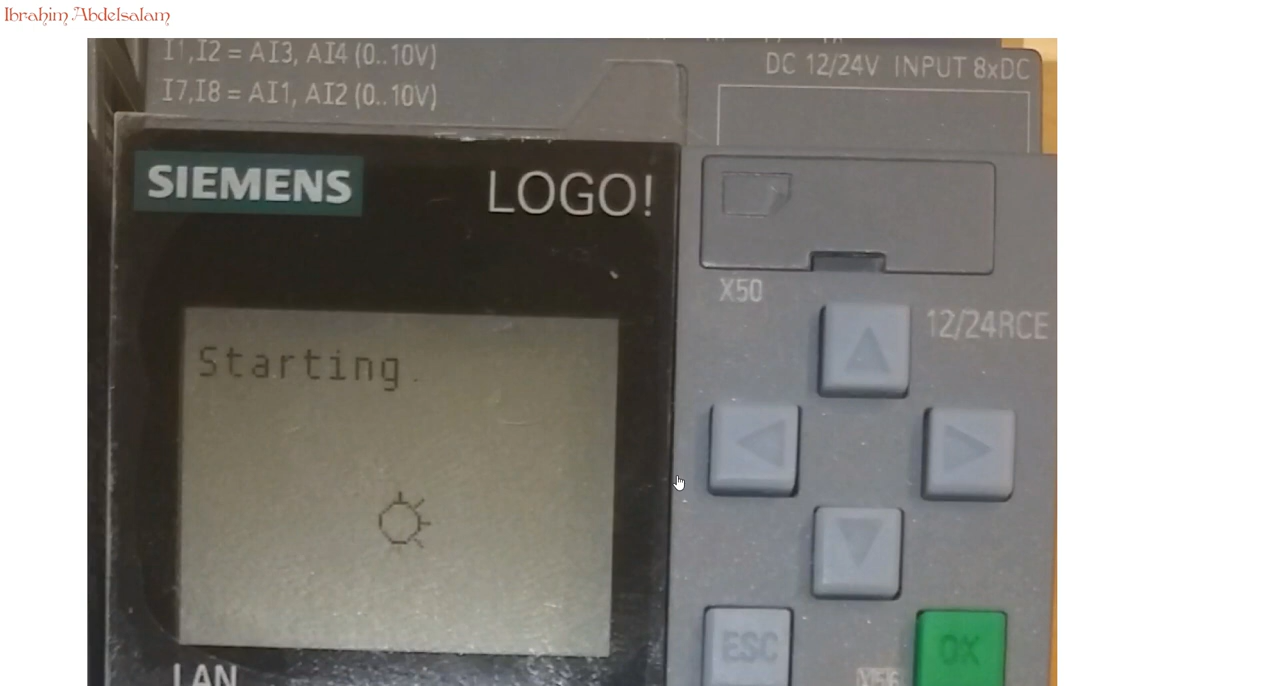 Ibrahim Abdelsalam
I1,I2 = AI3, AI4 (0..10V)
I7,I8 = AI1, AI2 (0..10V)
DC 12/24V INPUT 8xDC
SIEMENS
LOGO!
X50
12/24RCE
Starting
ESC
OK
LAN